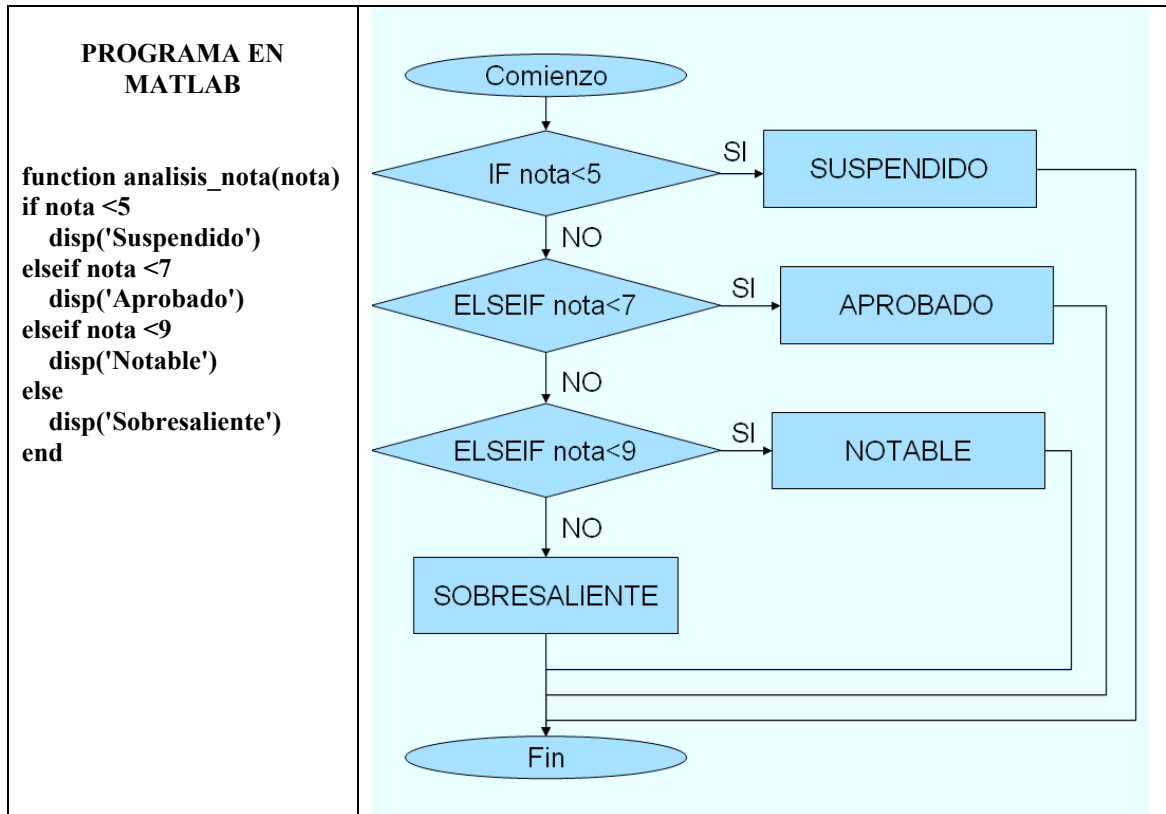 PROGRAMA EN
MATLAB
function analisis_nota(nota)
if nota <5
disp('Suspendido')
elseif nota <7
disp('Aprobado')
elseif nota <9
disp('Notable')
else
disp('Sobresaliente')
end
Comienzo
IF nota<5
SI
SUSPENDIDO
NO
ELSEIF nota<7
SI
APROBADO
NO
ELSEIF nota<9
SI
NOTABLE
NO
SOBRESALIENTE
Fin